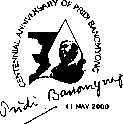 CENTENNIAL ANNIVERSARY OF PRIDI BANOMYONG
Pridi Banomyong
11 MAY 2000